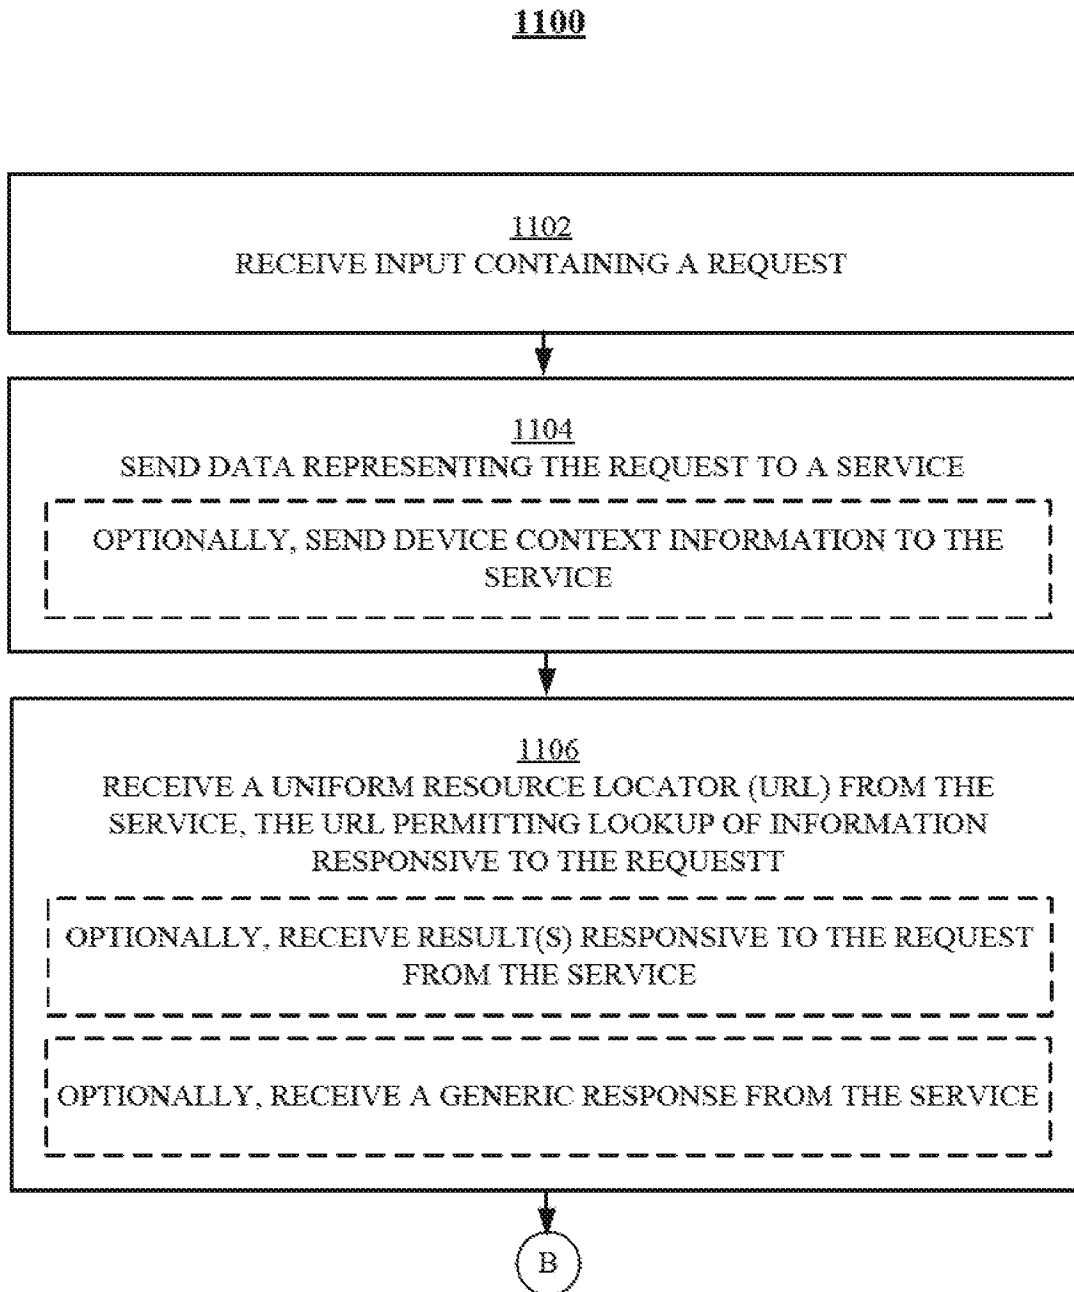 1100
1102
RECEIVE INPUT CONTAINING A REQUEST
1104
SEND DATA REPRESENTING THE REQUEST TO A SERVICE
OPTIONALLY, SEND DEVICE CONTEXT INFORMATION TO THE
SERVICE
1106
RECEIVE A UNIFORM RESOURCE LOCATOR (URL) FROM THE
SERVICE, THE URL PERMITTING LOOKUP OF INFORMATION
RESPONSIVE TO THE REQUESTT
OPTIONALLY, RECEIVE RESULT(S) RESPONSIVE TO THE REQUEST
FROM THE SERVICE
OPTIONALLY, RECEIVE A GENERIC RESPONSE FROM THE SERVICE
B